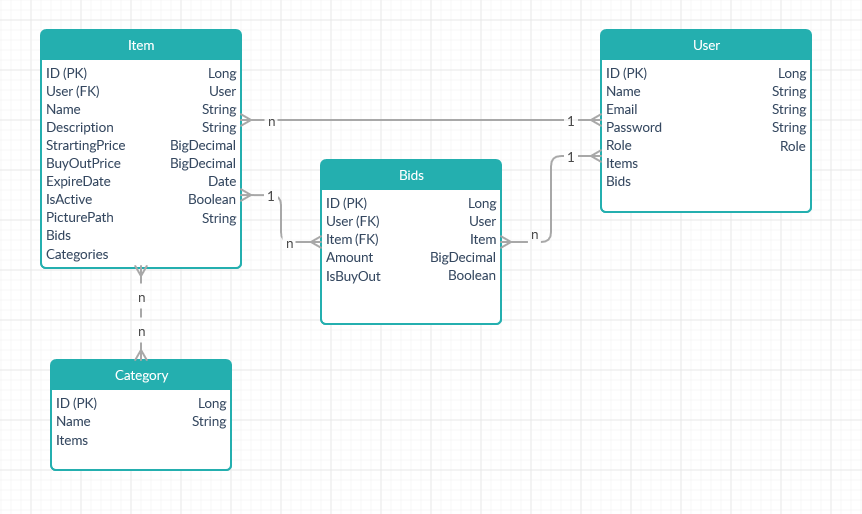 Item
ID (PK) Long
User (FK) User
Name String
Description String
StrartingPrice BigDecimal
BuyOutPrice BigDecimal
ExpireDate Date
IsActive Boolean
PicturePath String
Bids
Categories
n 1
User
ID (PK) Long
Name String
Email String
Password String
Role Role
Items
Bids
1
n
Bids
ID (PK) Long
User (FK) User
Item (FK) Item
Amount BigDecimal
IsBuyOut Boolean
n
1
n
n
Category
ID (PK) Long
Name String
Items